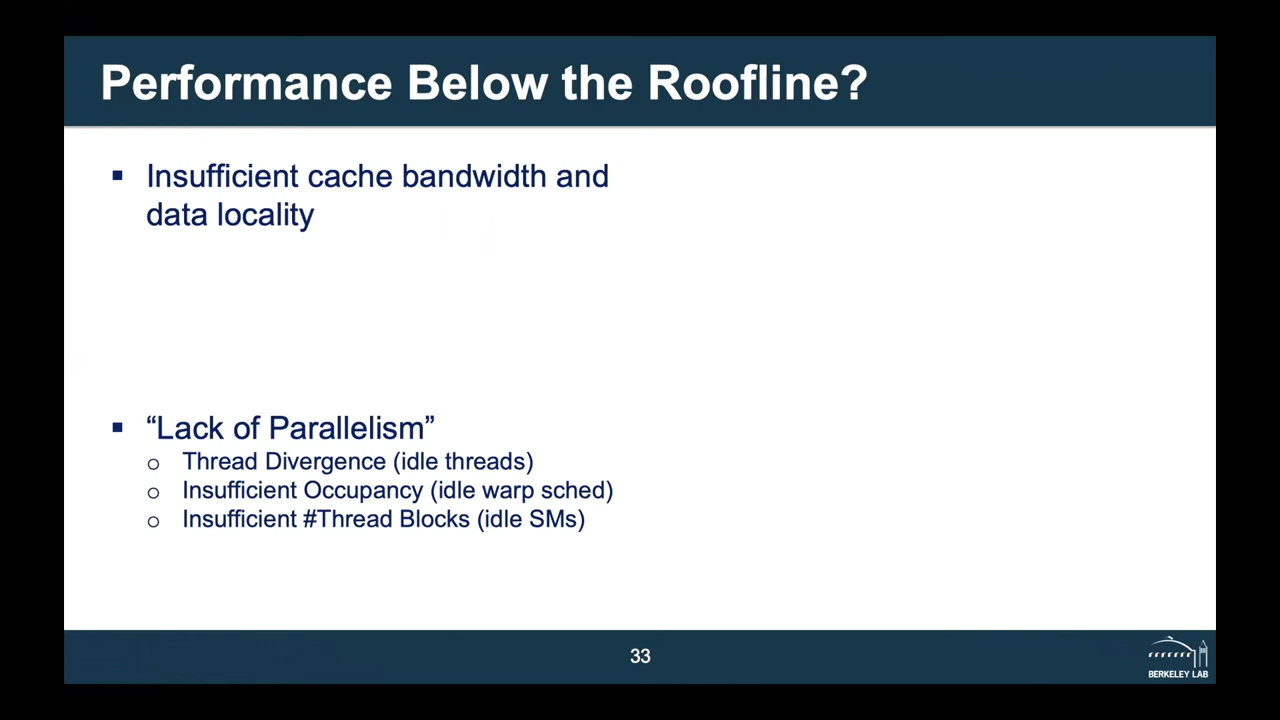 Performance Below the Roofline?
▪ Insufficient cache bandwidth and
data locality
▪ “Lack of Parallelism”
o Thread Divergence (idle threads)
o Insufficient Occupancy (idle warp sched)
o Insufficient #Thread Blocks (idle SMs)
33
BERKELEY LAB